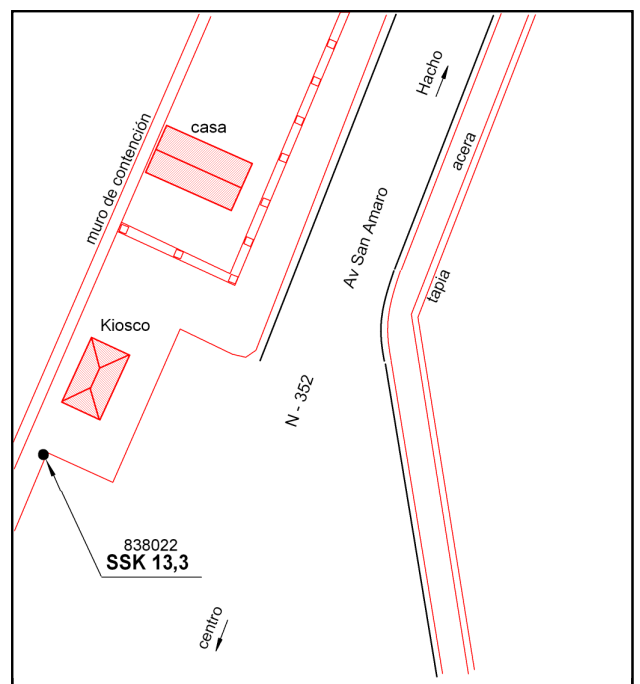 Hacho
casa
acera
muro de contención
Av San Amaro
tapia
Kiosco
N - 352
838022
SSK 13,3
centro